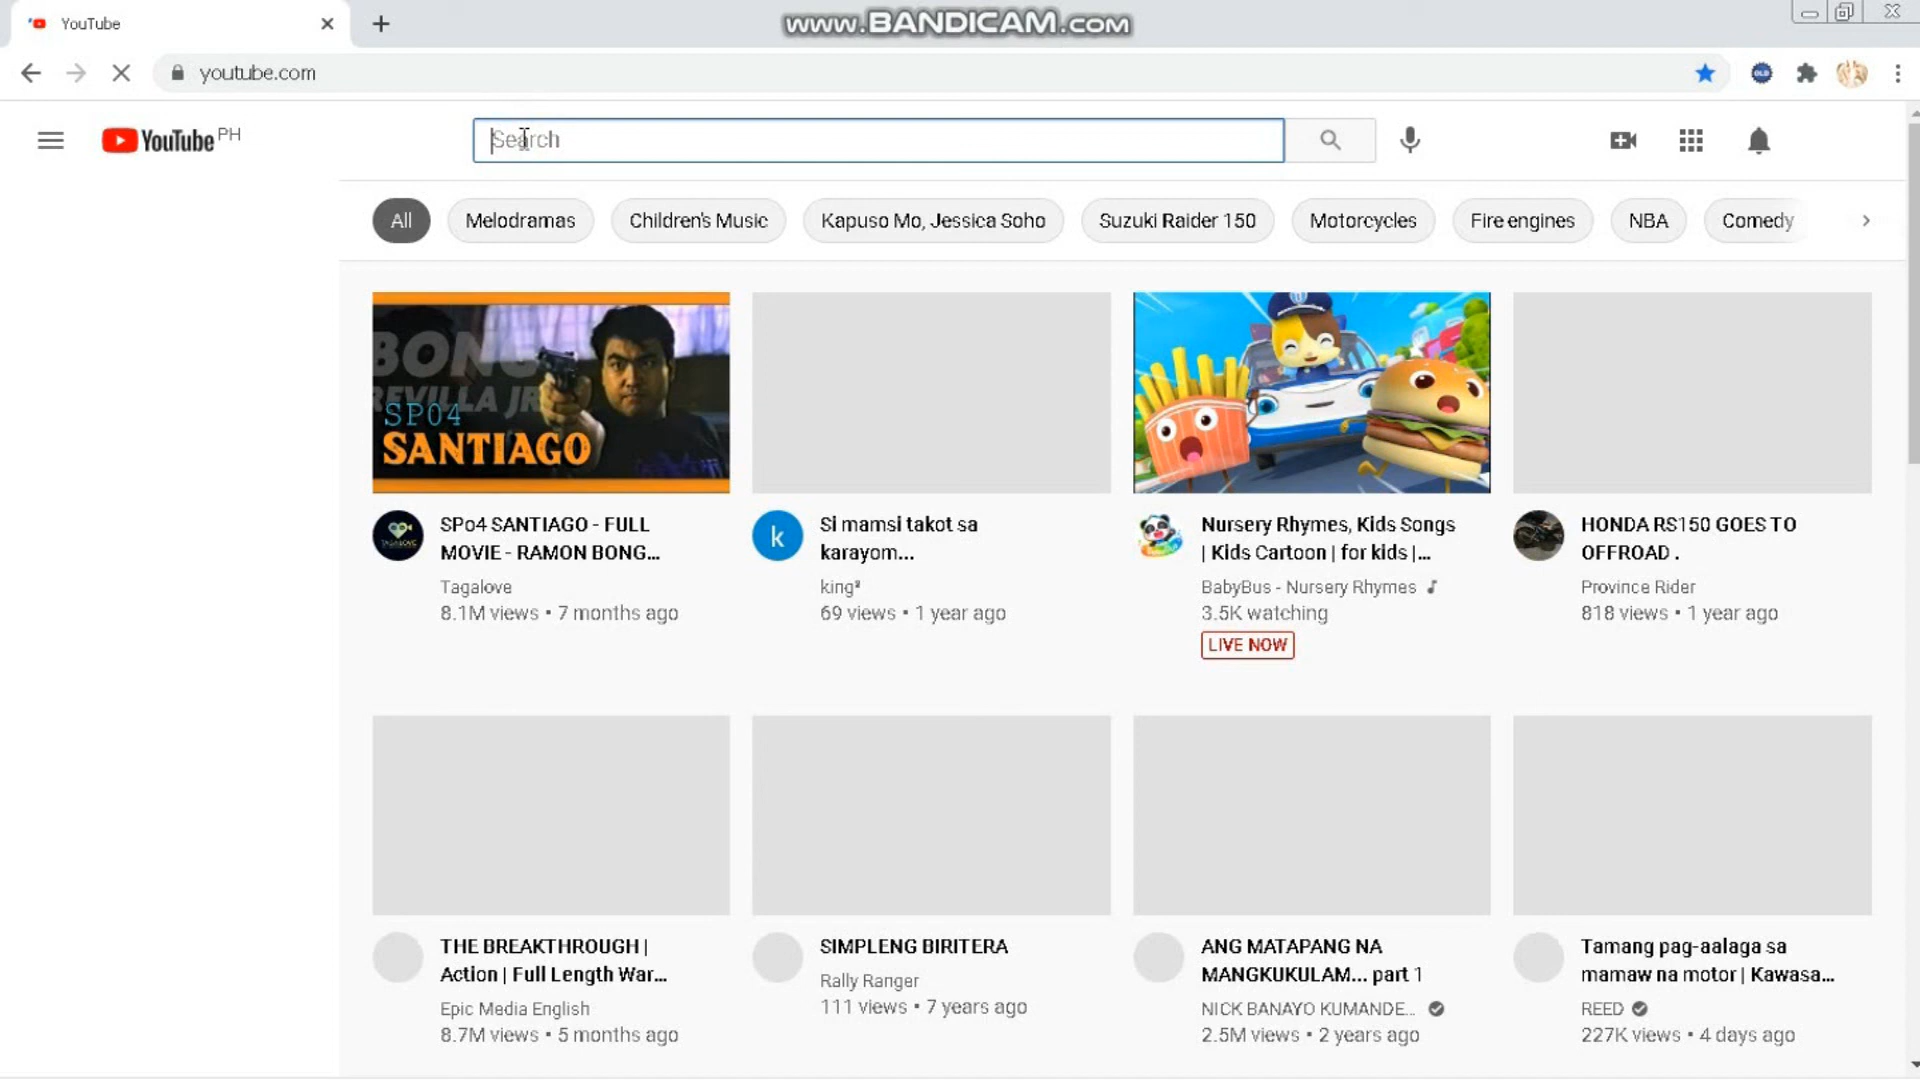 YouTube
www.BANDICAM.com
youtube.com
OLD
YouTube PH
Search
All
Melodramas
Children's Music
Kapuso Mo, Jessica Soho
Suzuki Raider 150
Motorcycles
Fire engines
NBA
Comedy
BONG
REVILLA JR
SPO4
SANTIAGO
SPo4 SANTIAGO - FULL
MOVIE - RAMON BONG...
Tagalove
8.1M views • 7 months ago
k
Si mamsi takot sa
karayom...
king²
69 views • 1 year ago
Nursery Rhymes, Kids Songs
| Kids Cartoon | for kids |...
BabyBus - Nursery Rhymes
3.5K watching
LIVE NOW
HONDA RS150 GOES TO
OFFROAD .
Province Rider
818 views • 1 year ago
THE BREAKTHROUGH |
Action | Full Length War...
Epic Media English
8.7M views • 5 months ago
SIMPLENG BIRITERA
Rally Ranger
111 views • 7 years ago
ANG MATAPANG NA
MANGKUKULAM... part 1
NICK BANAYO KUMANDE...
2.5M views • 2 years ago
Tamang pag-aalaga sa
mamaw na motor | Kawasa...
REED
227K views • 4 days ago